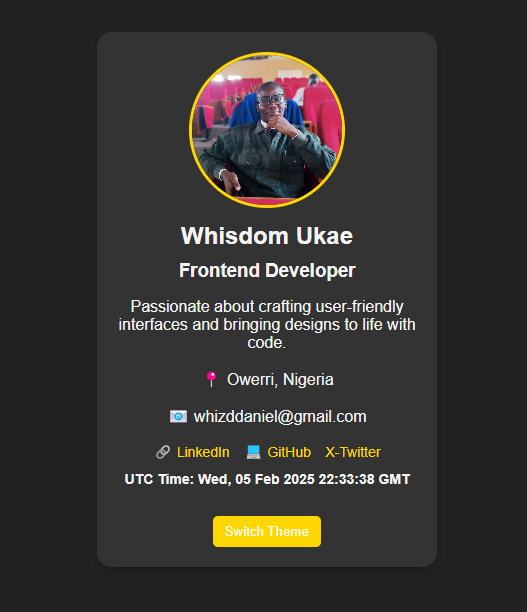 Whisdom Ukae
Frontend Developer
Passionate about crafting user-friendly
interfaces and bringing designs to life with
code.
📍 Owerri, Nigeria
📧 whizddaniel@gmail.com
🔗 LinkedIn 💻 GitHub X-Twitter
UTC Time: Wed, 05 Feb 2025 22:33:38 GMT
Switch Theme